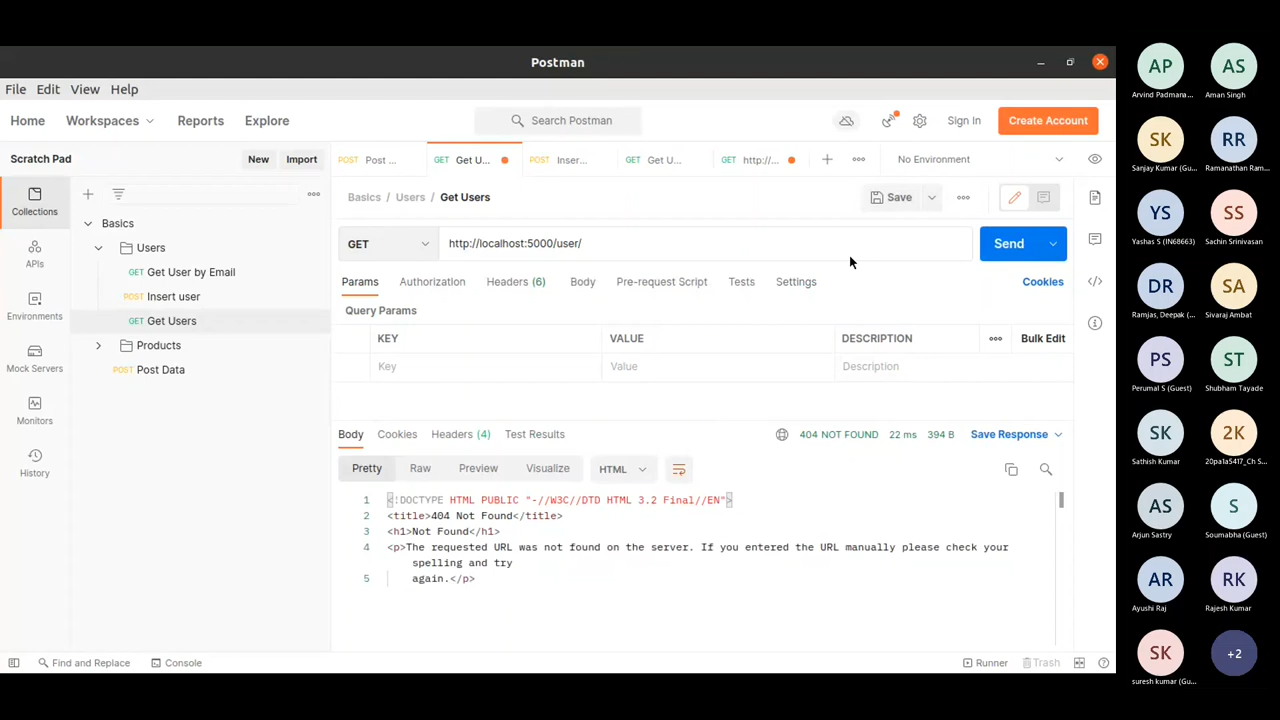 Postman
File Edit View Help
Home Workspaces Reports Explore Search Postman Sign In Create Account
Scratch Pad New Import
POST Post ... GET Get U... POST Inser... GET Get U... GET http://... No Environment
Basics / Users / Get Users Save
Collections
APIs
Environments
Mock Servers
Monitors
History
Basics
Users
GET Get User by Email
POST Insert user
GET Get Users
Products
POST Post Data
GET http://localhost:5000/user/ Send
Params Authorization Headers (6) Body Pre-request Script Tests Settings Cookies
Query Params
KEY VALUE DESCRIPTION Bulk Edit
Key Value Description
Body Cookies Headers (4) Test Results 404 NOT FOUND 22 ms 394 B Save Response
Pretty Raw Preview Visualize HTML
1 <!DOCTYPE HTML PUBLIC "-//W3C//DTD HTML 3.2 Final//EN">
2 <title>404 Not Found</title>
3 <h1>Not Found</h1>
4 <p>The requested URL was not found on the server. If you entered the URL manually please check your
spelling and try
5 again.</p>
Find and Replace Console Runner Trash
AP AS
Arvind Padmana... Aman Singh
SK RR
Sanjay Kumar (Gu... Ramanathan Ram...
YS SS
Yashas S (IN68663) Sachin Srinivasan
DR SA
Ramjas, Deepak (... Sivaraj Ambat
PS ST
Perumal S (Guest) Shubham Tayade
SK 2K
Sathish Kumar 20pa1a5417_Ch S...
AS S
Arjun Sastry Soumabha (Guest)
AR RK
Ayushi Raj Rajesh Kumar
SK +2
suresh kumar (Gu...